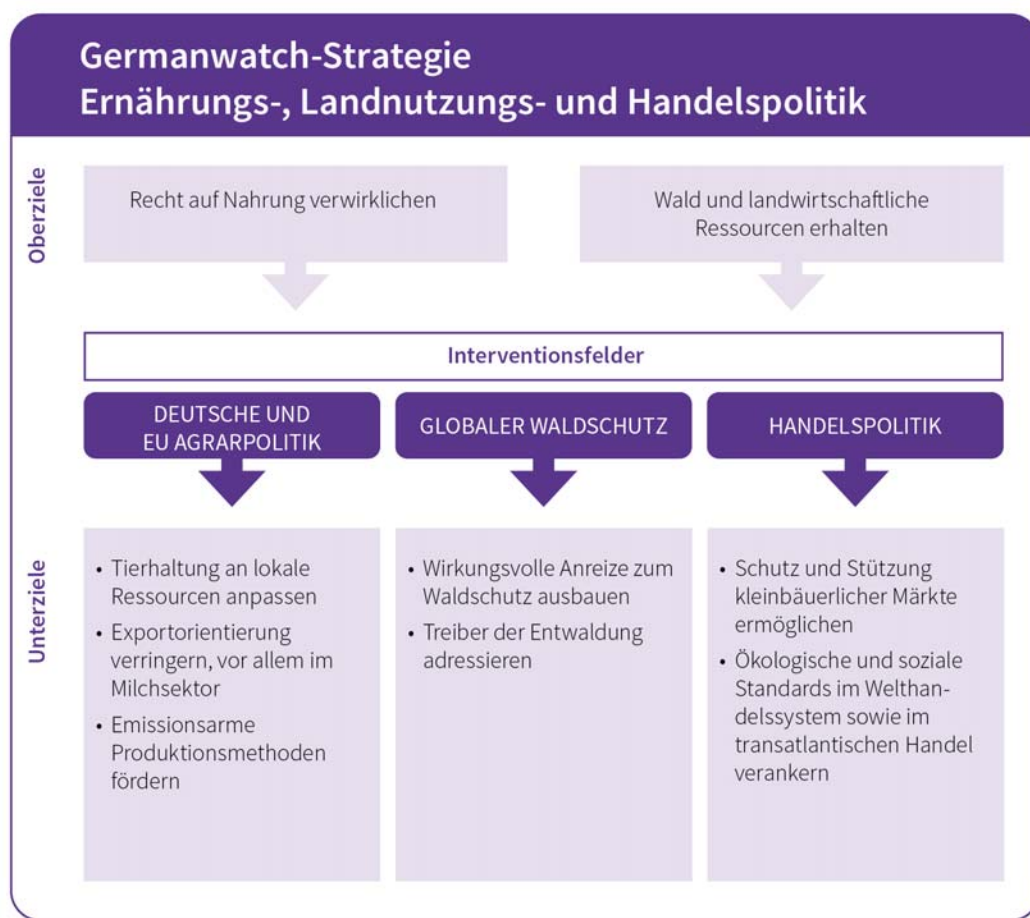 Germanwatch-Strategie
Ernährungs-, Landnutzungs- und Handelspolitik
Oberziele
Recht auf Nahrung verwirklichen
Wald und landwirtschaftliche
Ressourcen erhalten
Interventionsfelder
DEUTSCHE UND
EU AGRARPOLITIK
GLOBALER WALDSCHUTZ
HANDELSPOLITIK
Unterziele
• Tierhaltung an lokale
Ressourcen anpassen
• Exportorientierung
verringern, vor allem im
Milchsektor
• Emissionsarme
Produktionsmethoden
fördern
• Wirkungsvolle Anreize zum
Waldschutz ausbauen
• Treiber der Entwaldung
adressieren
• Schutz und Stützung
kleinbäuerlicher Märkte
ermöglichen
• Ökologische und soziale
Standards im Welthan-
delssystem sowie im
transatlantischen Handel
verankern